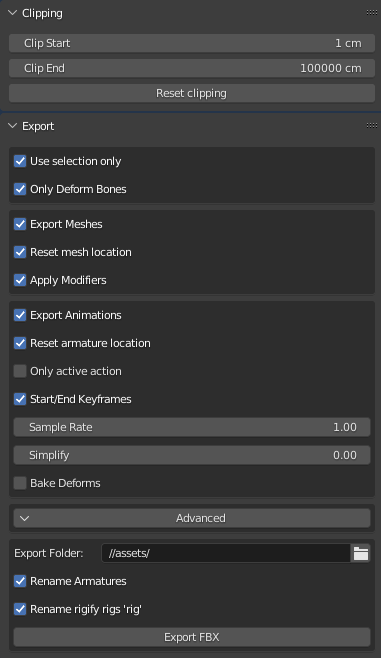 Clipping
Clip Start 1 cm
Clip End 100000 cm
Reset clipping
Export
Use selection only
Only Deform Bones
Export Meshes
Reset mesh location
Apply Modifiers
Export Animations
Reset armature location
Only active action
Start/End Keyframes
Sample Rate 1.00
Simplify 0.00
Bake Deforms
Advanced
Export Folder: //assets/
Rename Armatures
Rename rigify rigs 'rig'
Export FBX